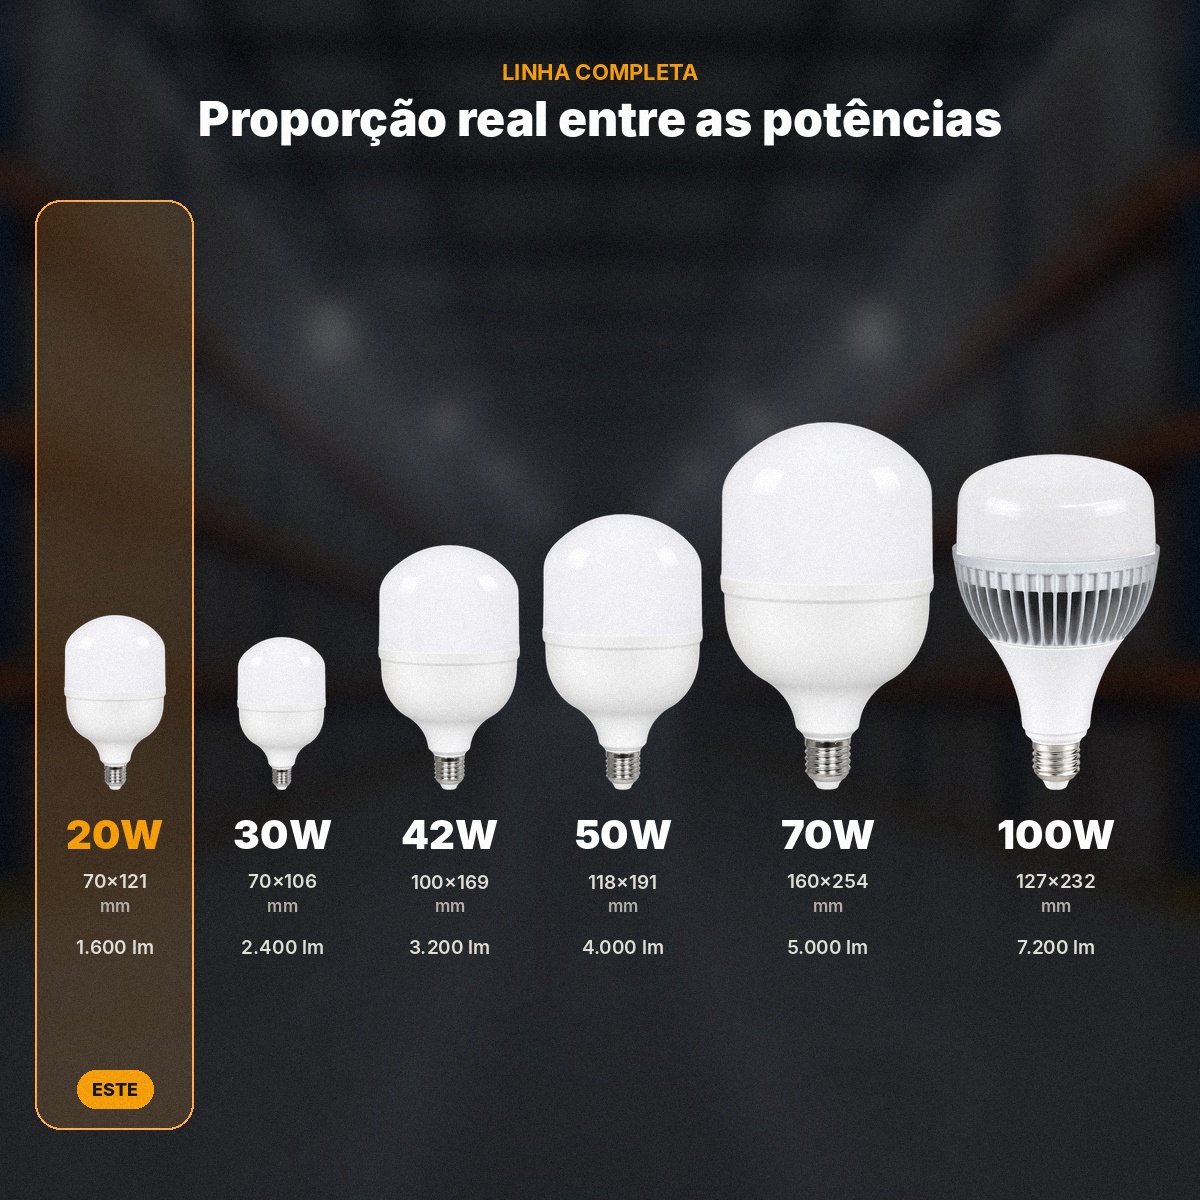 LINHA COMPLETA
Proporção real entre as potências
20W
70×121
mm
1.600 lm
ESTE
30W
70×106
mm
2.400 lm
42W
100×169
mm
3.200 lm
50W
118×191
mm
4.000 lm
70W
160×254
mm
5.000 lm
100W
127×232
mm
7.200 lm